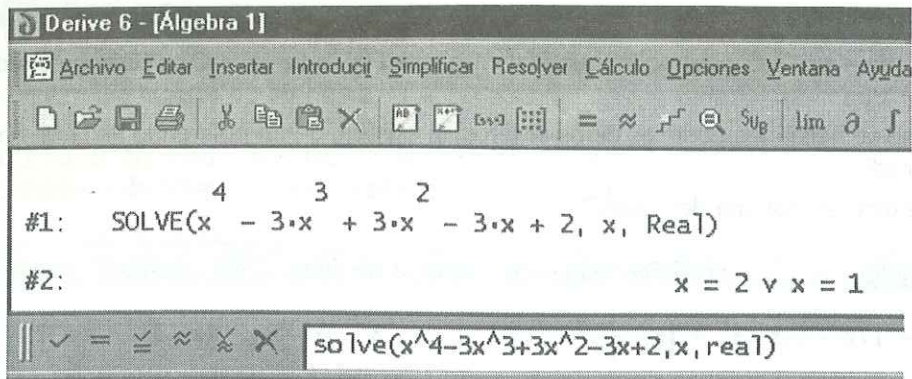 Derive 6 - [Álgebra 1]
Archivo Editar Insertar Introducir Simplificar Resolver Cálculo Opciones Ventana Ayuda
= ≈ SUB lim ∂ ∫
#1: SOLVE(x^4 - 3·x^3 + 3·x^2 - 3·x + 2, x, Real)
#2: x = 2 ∨ x = 1
solve(x^4-3x^3+3x^2-3x+2,x,real)